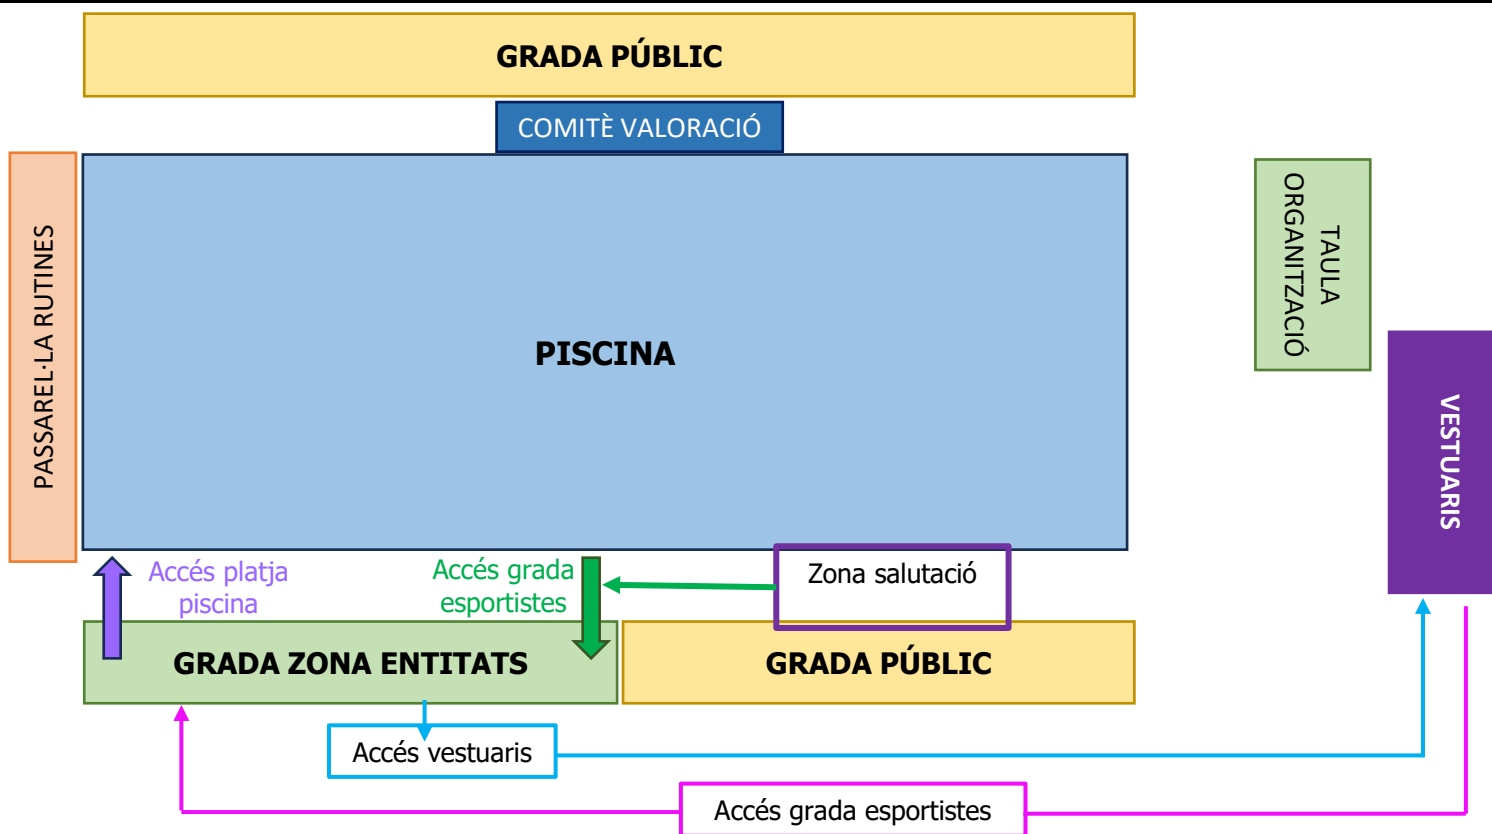 GRADA PÚBLIC
COMITÈ VALORACIÓ
PASSAREL·LA RUTINES
PISCINA
TAULA
ORGANITZACIÓ
VESTUARIS
Accés platja
piscina
Accés grada
esportistes
Zona salutació
GRADA ZONA ENTITATS
GRADA PÚBLIC
Accés vestuaris
Accés grada esportistes